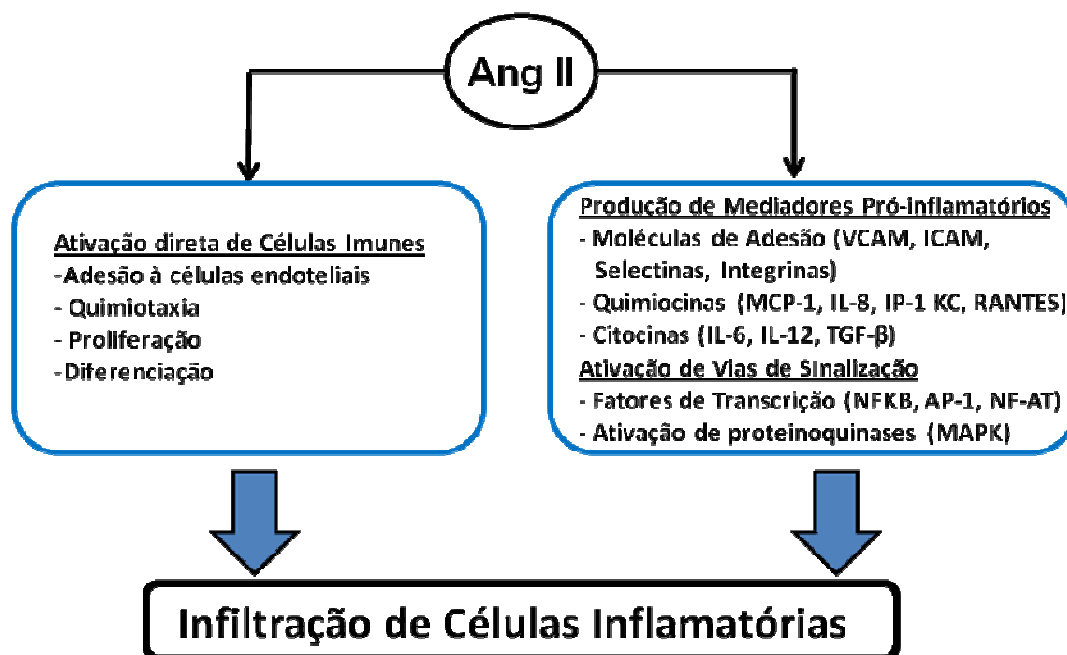 Ang II
Ativação direta de Células Imunes
-Adesão à células endoteliais
- Quimiotaxia
- Proliferação
-Diferenciação
Produção de Mediadores Pró-inflamatórios
- Moléculas de Adesão (VCAM, ICAM,
Selectinas, Integrinas)
- Quimiocinas (MCP-1, IL-8, IP-1 KC, RANTES)
- Citocinas (IL-6, IL-12, TGF-β)
Ativação de Vias de Sinalização
- Fatores de Transcrição (NFKB, AP-1, NF-AT)
- Ativação de proteinoquinases (MAPK)
Infiltração de Células Inflamatórias